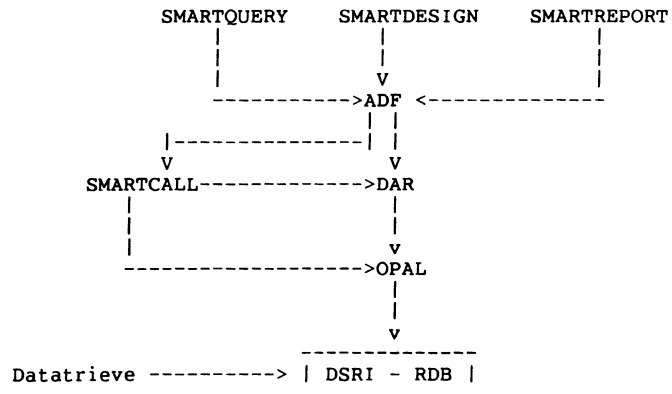 SMARTQUERY SMARTDESIGN SMARTREPORT
ADF
SMARTCALL DAR
OPAL
Datatrieve DSRI - RDB